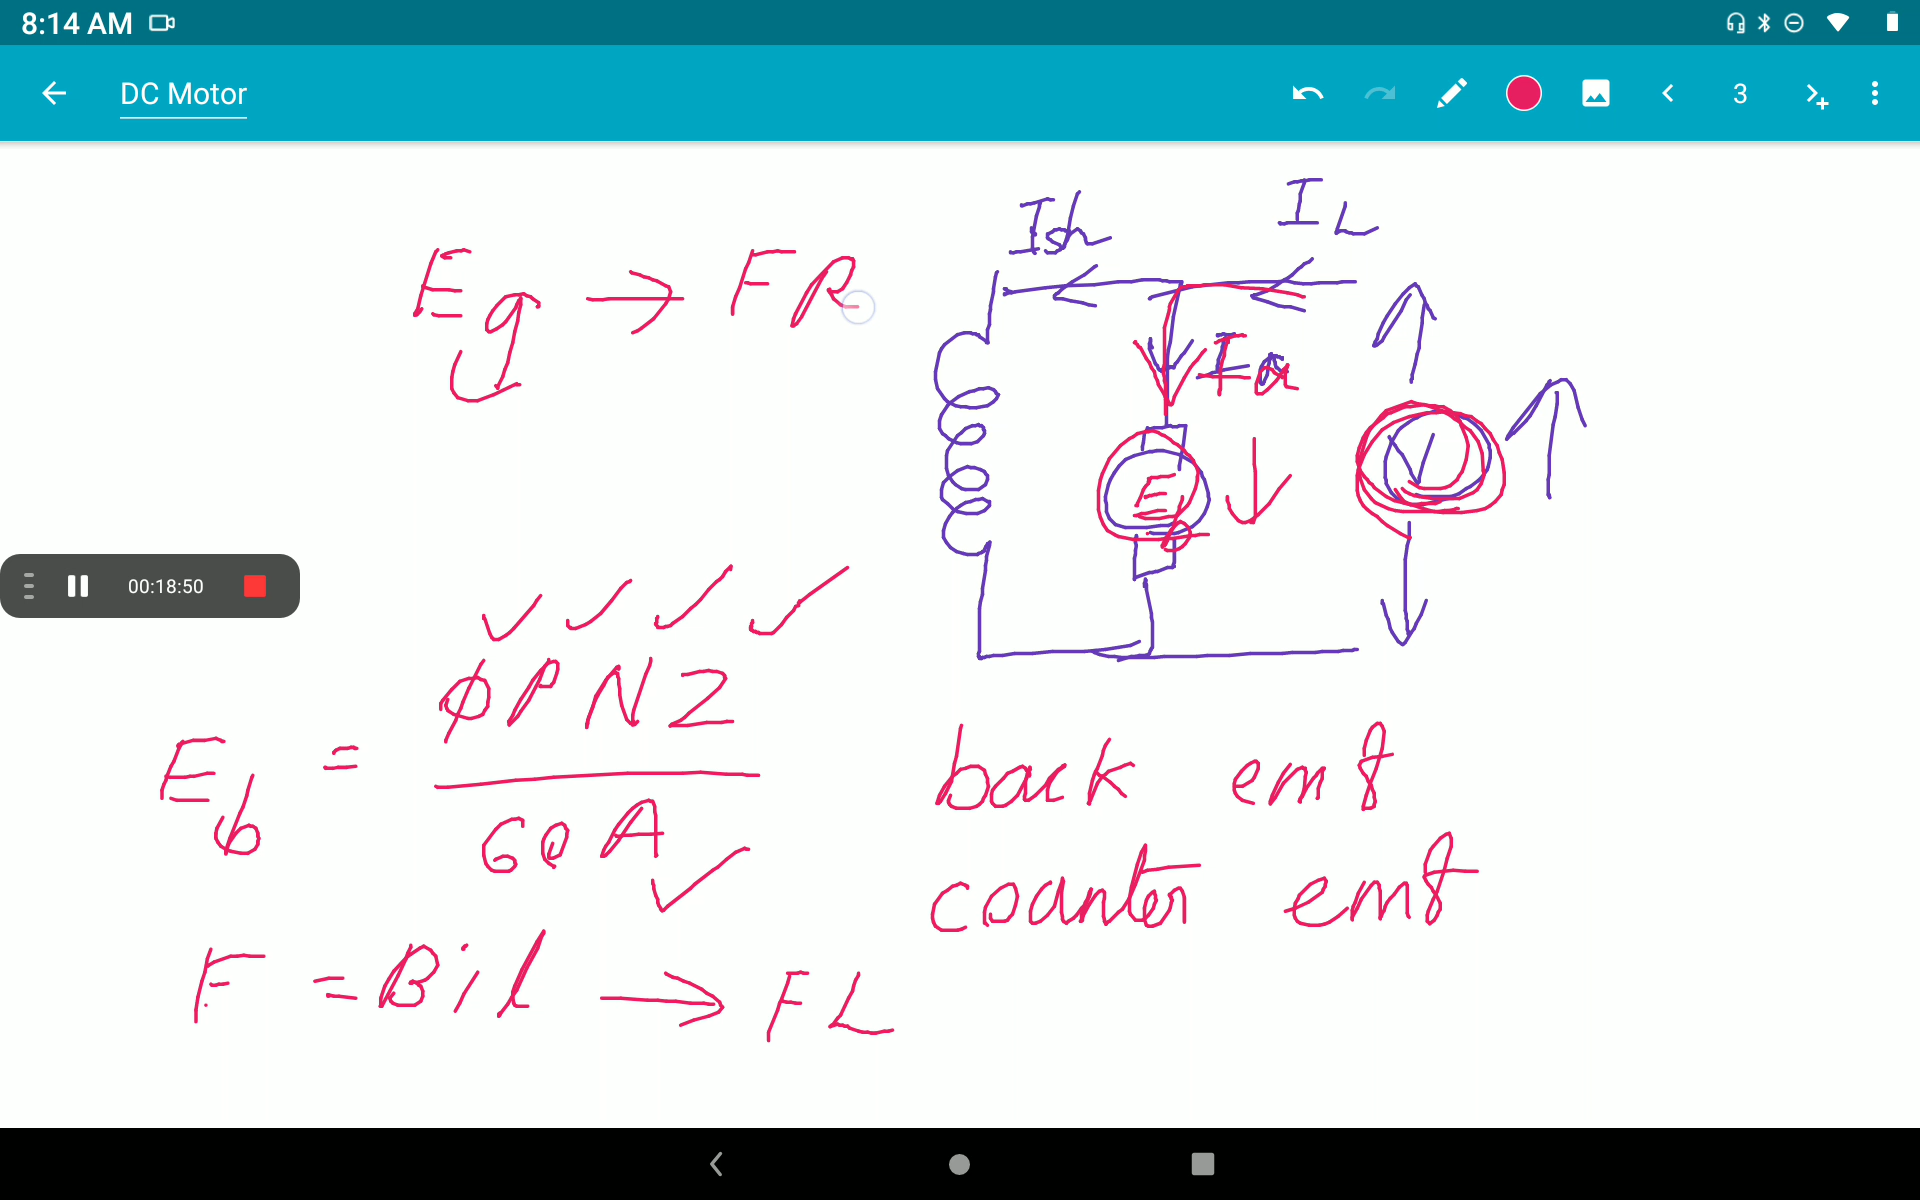 8:14 AM
DC Motor
3
Eg → FR
Ish
IL
Ia
Eb
V
00:18:50
✓ ✓ ✓ ✓
Eb = ΦPNZ
60A
✓
back emf
counter emf
F = Bil → FL